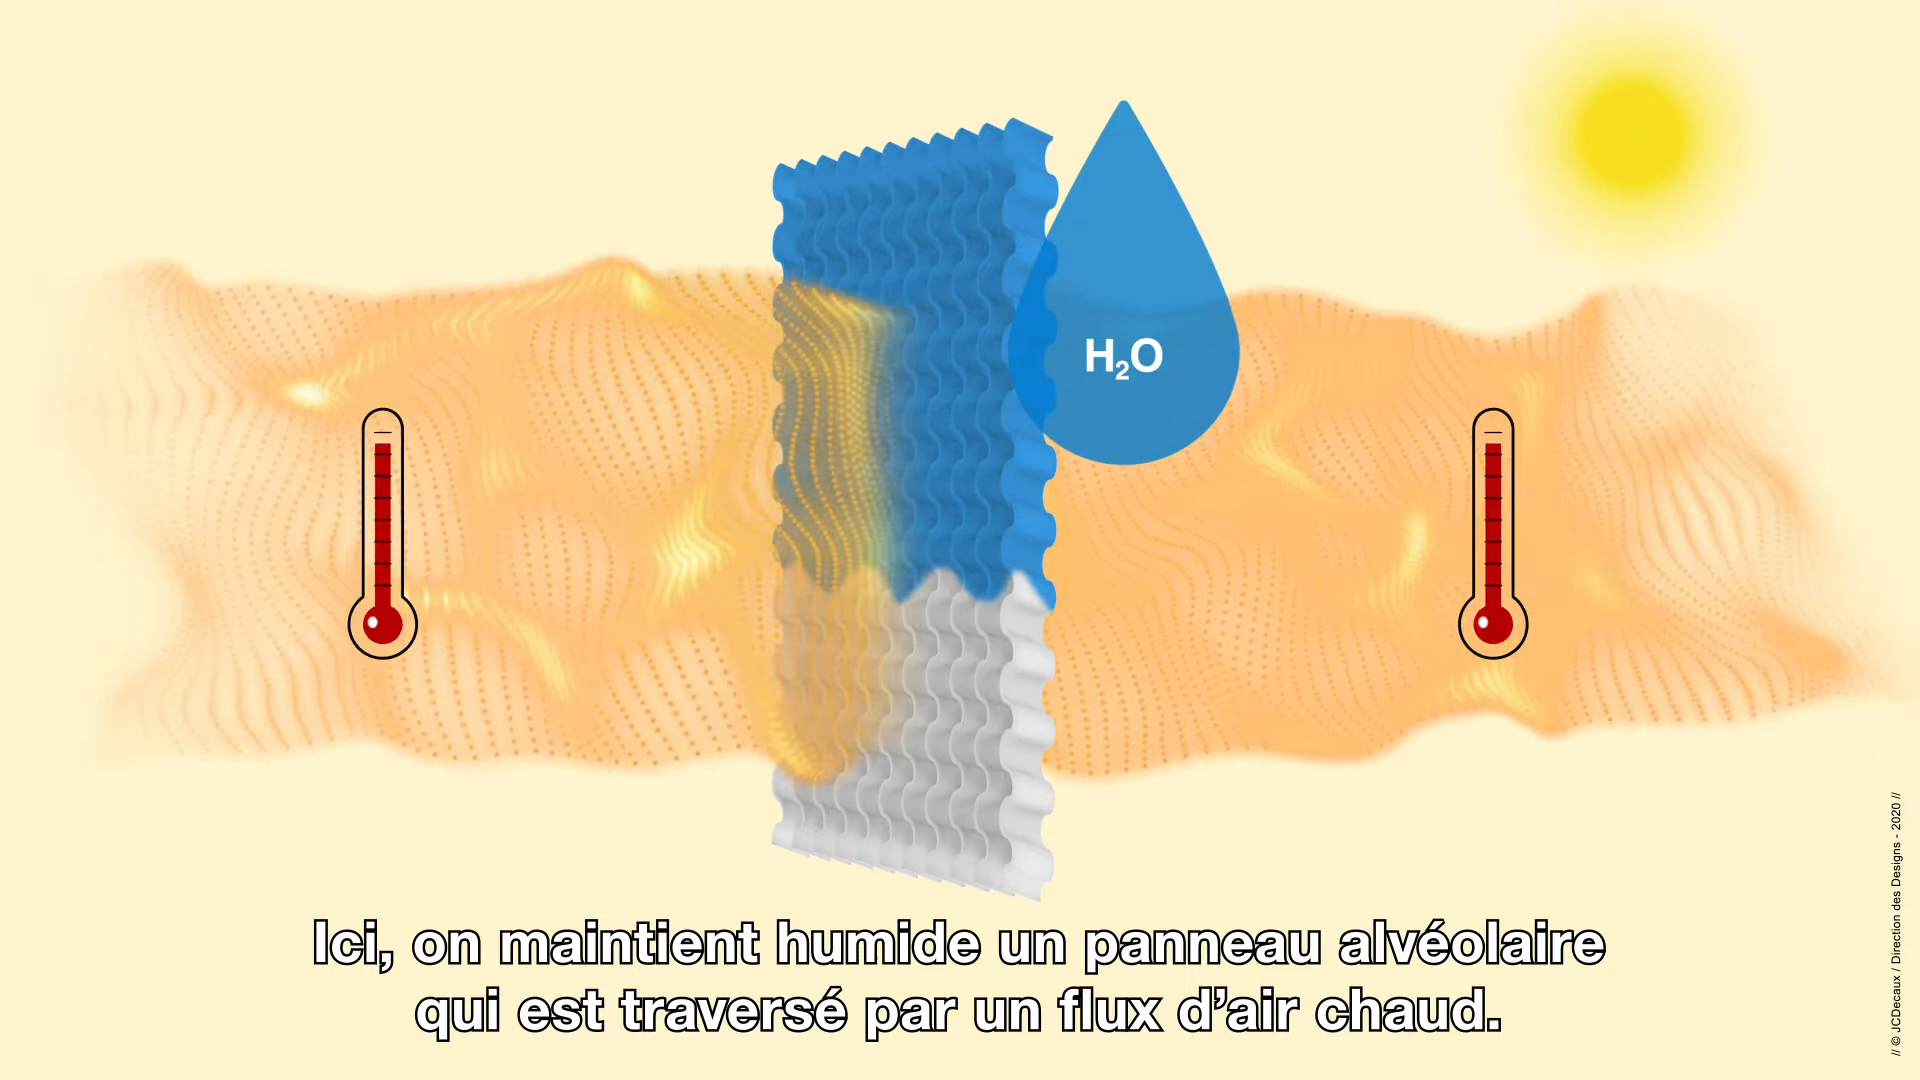 H₂O
Ici, on maintient humide un panneau alvéolaire
qui est traversé par un flux d’air chaud.
// © JCDecaux / Direction des Designs - 2020 //